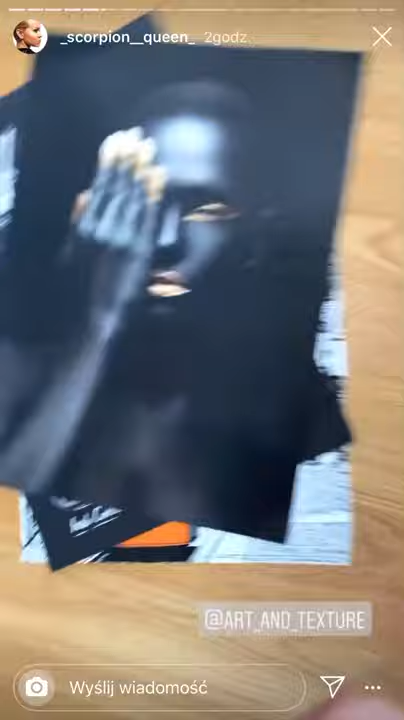 _scorpion__queen_ 2godz.
@ART_AND_TEXTURE
Wyślij wiadomość